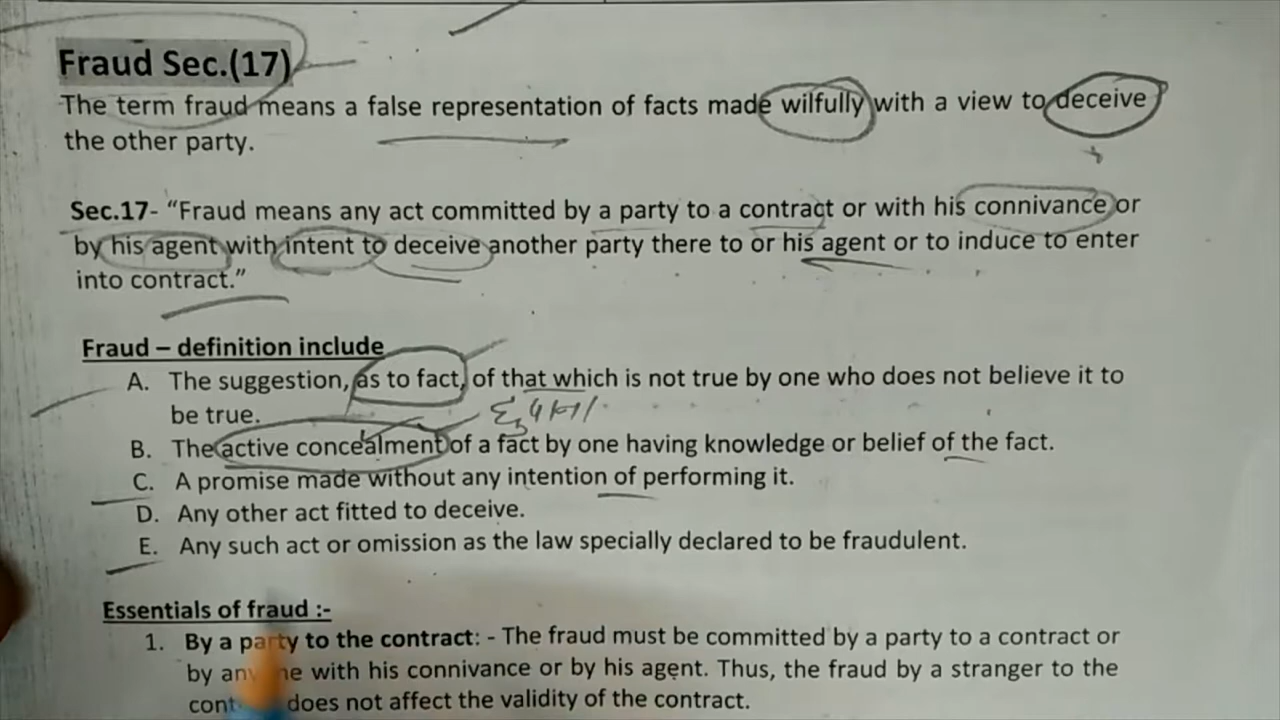 Fraud Sec.(17)
The term fraud means a false representation of facts made wilfully with a view to deceive
the other party.
Sec.17- “Fraud means any act committed by a party to a contract or with his connivance or
by his agent with intent to deceive another party there to or his agent or to induce to enter
into contract.”
Fraud – definition include
A. The suggestion, as to fact, of that which is not true by one who does not believe it to
be true.
B. The active concealment of a fact by one having knowledge or belief of the fact.
C. A promise made without any intention of performing it.
D. Any other act fitted to deceive.
E. Any such act or omission as the law specially declared to be fraudulent.
Essentials of fraud :-
1. By a party to the contract: - The fraud must be committed by a party to a contract or
by with his connivance or by his agent. Thus, the fraud by a stranger to the
does not affect the validity of the contract.